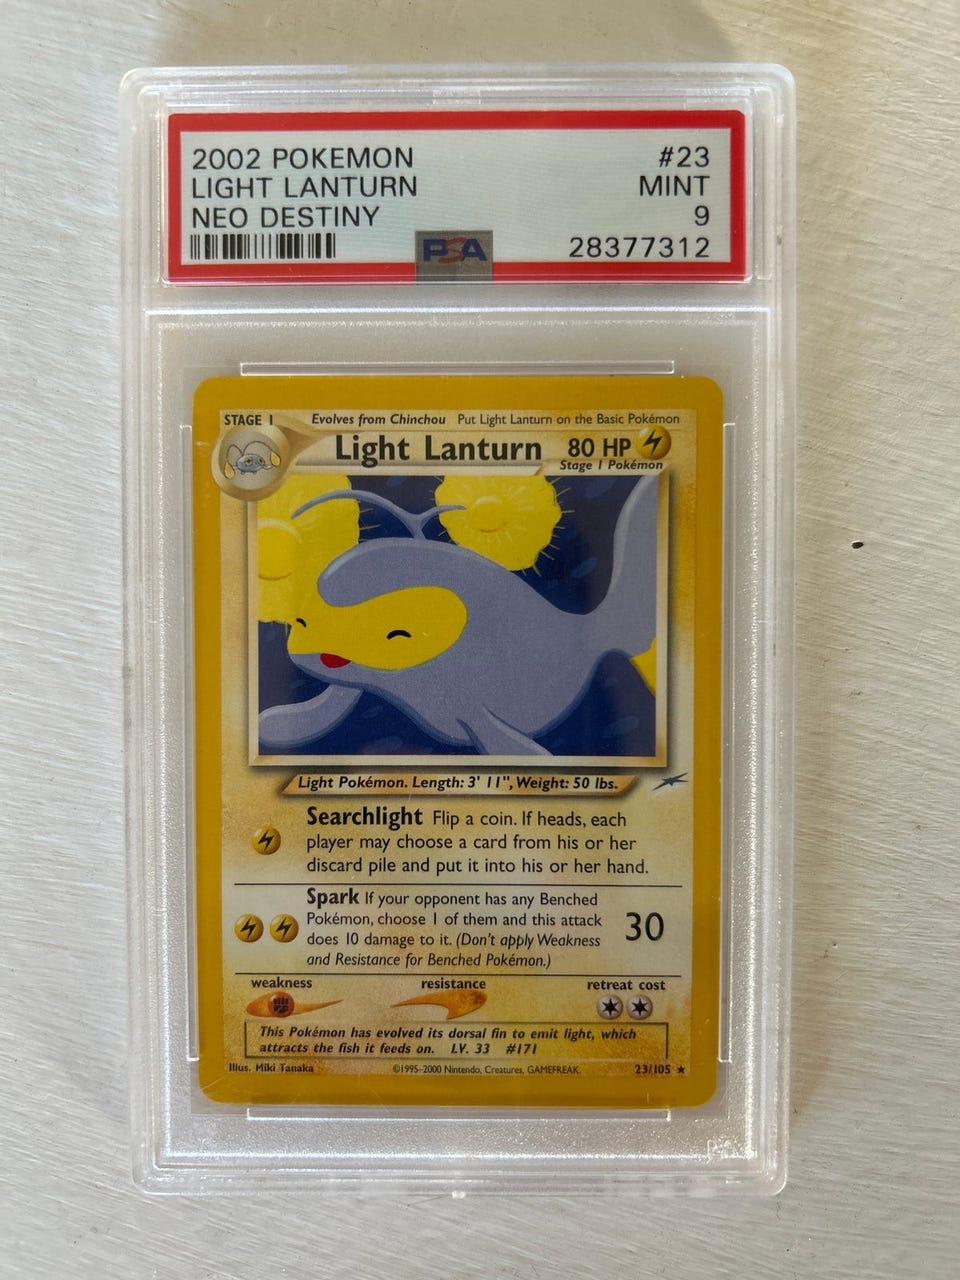 2002 POKEMON #23
LIGHT LANTURN MINT
NEO DESTINY 9
PSA 28377312
STAGE 1 Evolves from Chinchou Put Light Lanturn on the Basic Pokémon
Light Lanturn 80 HP
Stage 1 Pokémon
Light Pokémon. Length: 3' 11", Weight: 50 lbs.
Searchlight Flip a coin. If heads, each
player may choose a card from his or her
discard pile and put it into his or her hand.
Spark If your opponent has any Benched
Pokémon, choose 1 of them and this attack
does 10 damage to it. (Don't apply Weakness
and Resistance for Benched Pokémon.)
30
weakness resistance retreat cost
This Pokémon has evolved its dorsal fin to emit light, which
attracts the fish it feeds on. LV. 33 #171
Illus. Miki Tanaka ©1995-2000 Nintendo, Creatures, GAMEFREAK. 23/105 ★